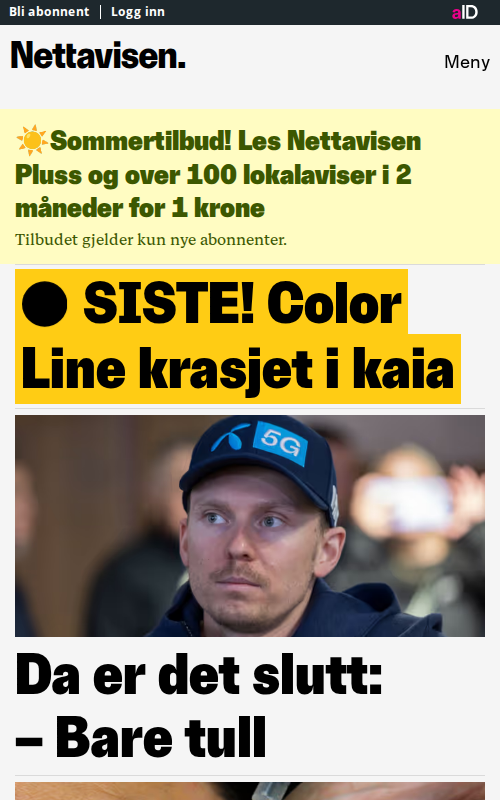 Bli abonnent
Logg inn
aID
Nettavisen.
Meny
☀️Sommertilbud! Les Nettavisen
Pluss og over 100 lokalaviser i 2
måneder for 1 krone
Tilbudet gjelder kun nye abonnenter.
● SISTE! Color
Line krasjet i kaia
5G
Da er det slutt:
– Bare tull